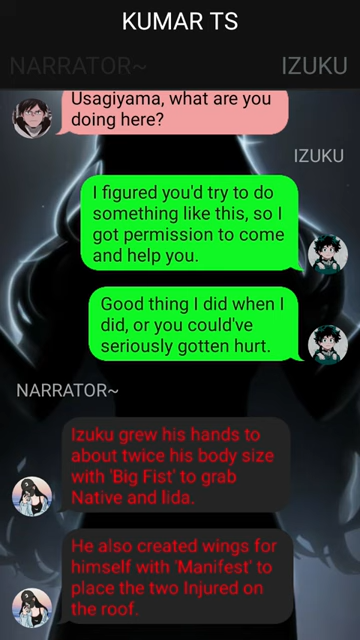 KUMAR TS
NARRATOR~ IZUKU
Usagiyama, what are you
doing here?
IZUKU
I figured you'd try to do
something like this, so I
got permission to come
and help you.
Good thing I did when I
did, or you could've
seriously gotten hurt.
NARRATOR~
Izuku grew his hands to
about twice his body size
with 'Big Fist' to grab
Native and Iida.
He also created wings for
himself with 'Manifest' to
place the two Injured on
the roof.